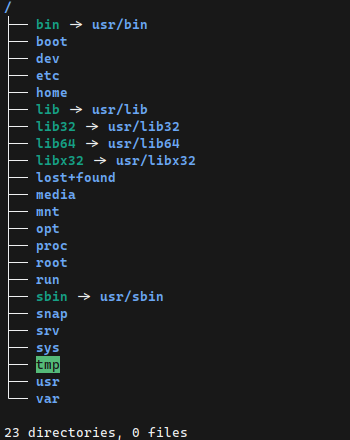 /
├── bin -> usr/bin
├── boot
├── dev
├── etc
├── home
├── lib -> usr/lib
├── lib32 -> usr/lib32
├── lib64 -> usr/lib64
├── libx32 -> usr/libx32
├── lost+found
├── media
├── mnt
├── opt
├── proc
├── root
├── run
├── sbin -> usr/sbin
├── snap
├── srv
├── sys
├── tmp
├── usr
└── var
23 directories, 0 files